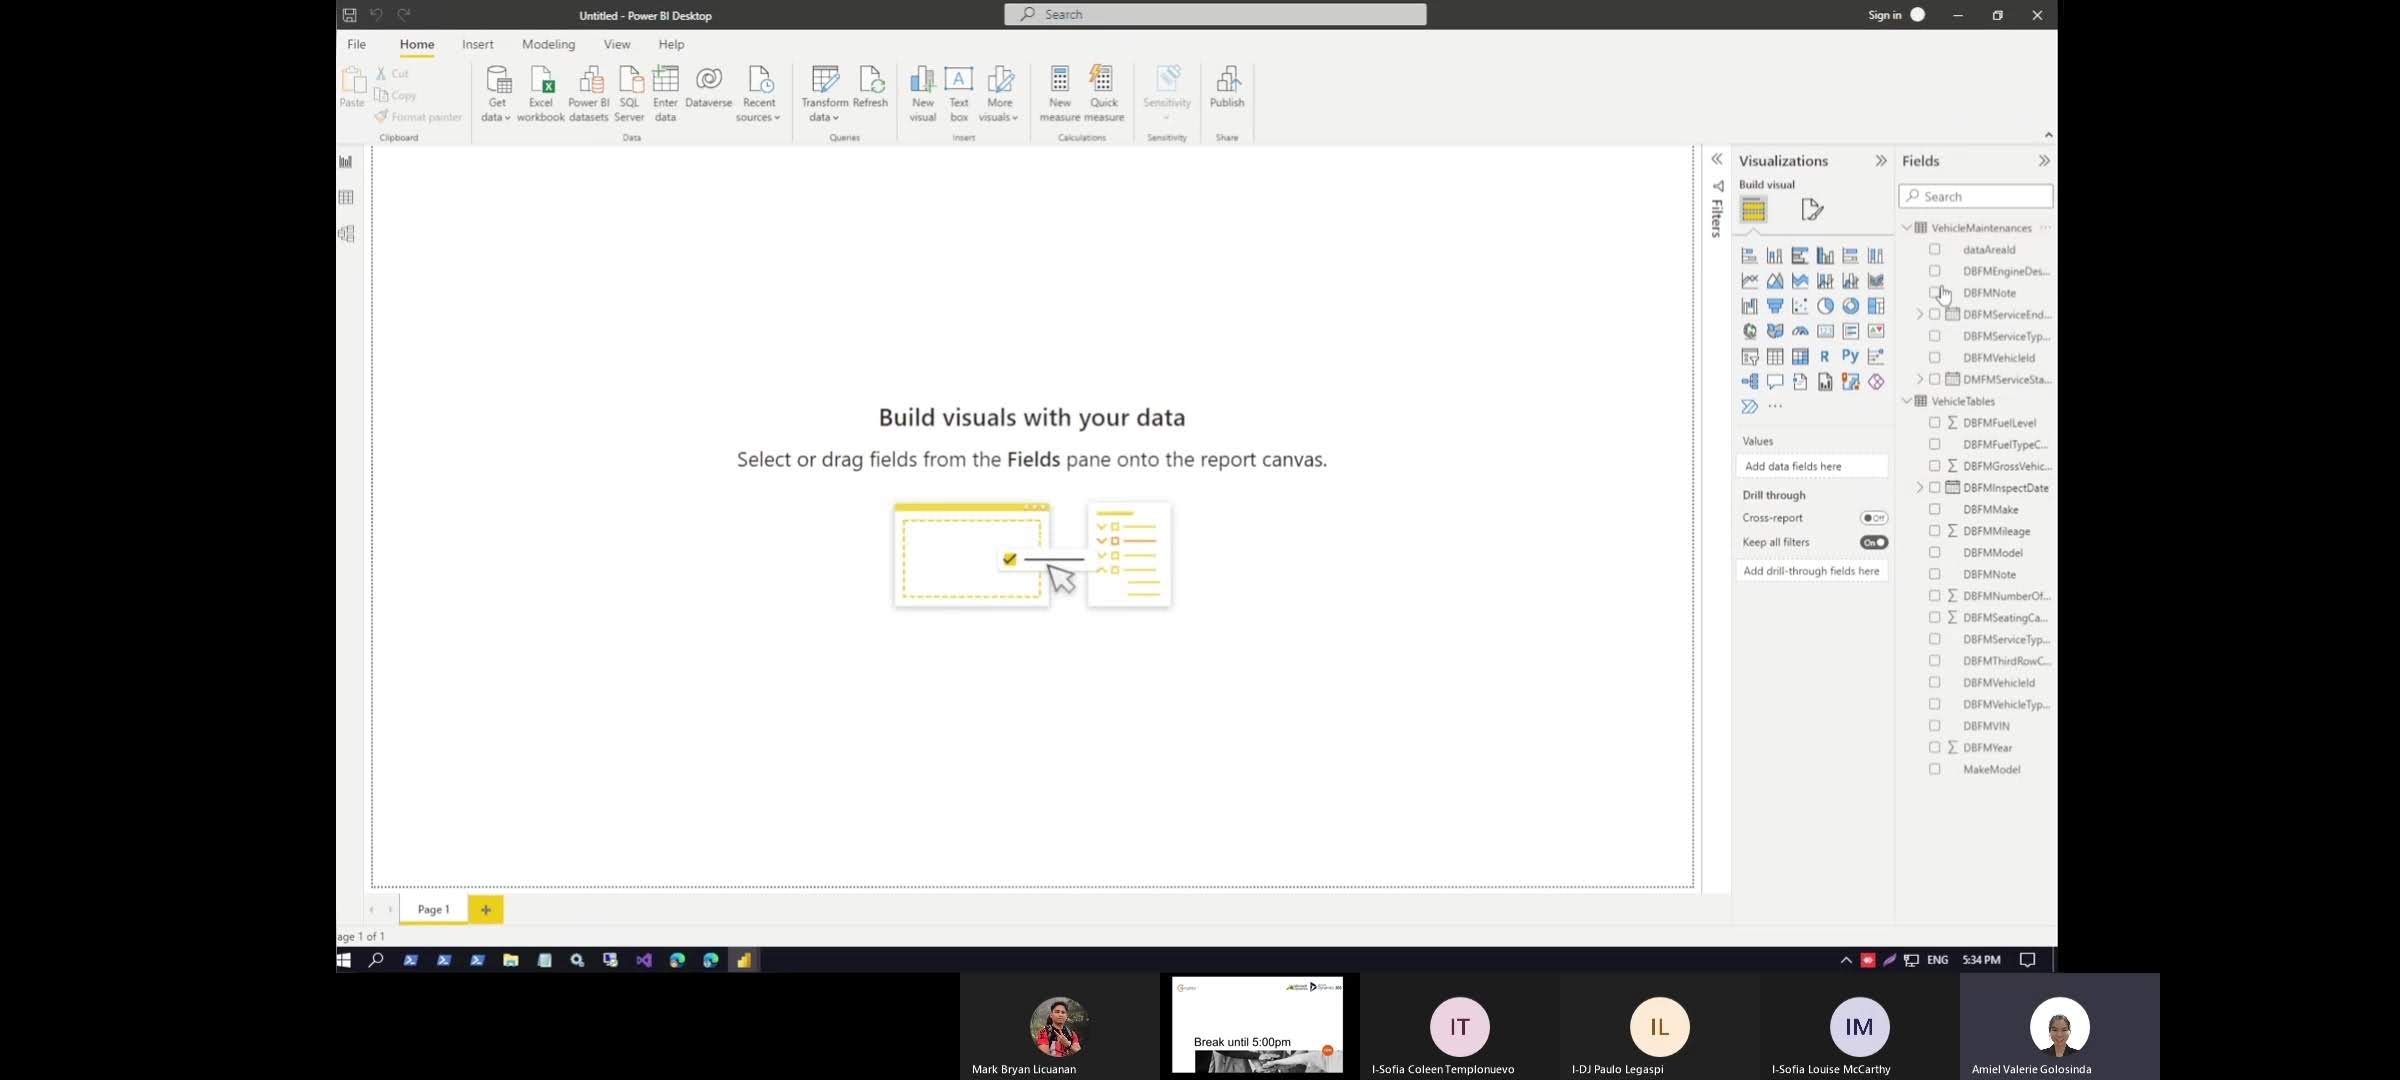 Untitled - Power BI Desktop
Search
Sign in
File
Home
Insert
Modeling
View
Help
Paste
Cut
Copy
Format painter
Clipboard
Get data
Excel workbook
Power BI datasets
SQL Server
Enter data
Dataverse
Recent sources
Data
Transform data
Refresh
Queries
New visual
Text box
More visuals
Insert
New measure
Quick measure
Calculations
Sensitivity
Sensitivity
Publish
Share
Build visuals with your data
Select or drag fields from the Fields pane onto the report canvas.
Filters
Visualizations
Build visual
R
Py
123
Values
Add data fields here
Drill through
Cross-report
Off
Keep all filters
On
Add drill-through fields here
Fields
Search
VehicleMaintenances
dataAreaId
DBFMEngineDes...
DBFMNote
DBFMServiceEnd...
DBFMServiceTyp...
DBFMVehicleId
DMFMServiceSta...
VehicleTables
DBFMFuelLevel
DBFMFuelTypeC...
DBFMGrossVehic...
DBFMInspectDate
DBFMMake
DBFMMileage
DBFMModel
DBFMNote
DBFMNumberOf...
DBFMSeatingCa...
DBFMServiceTyp...
DBFMThirdRowC...
DBFMVehicleId
DBFMVehicleTyp...
DBFMVIN
DBFMYear
MakeModel
Page 1
age 1 of 1
ENG
5:34 PM
Mark Bryan Licuanan
Break until 5:00pm
IT
I-Sofia Coleen Templonuevo
IL
I-DJ Paulo Legaspi
IM
I-Sofia Louise McCarthy
Amiel Valerie Golosinda